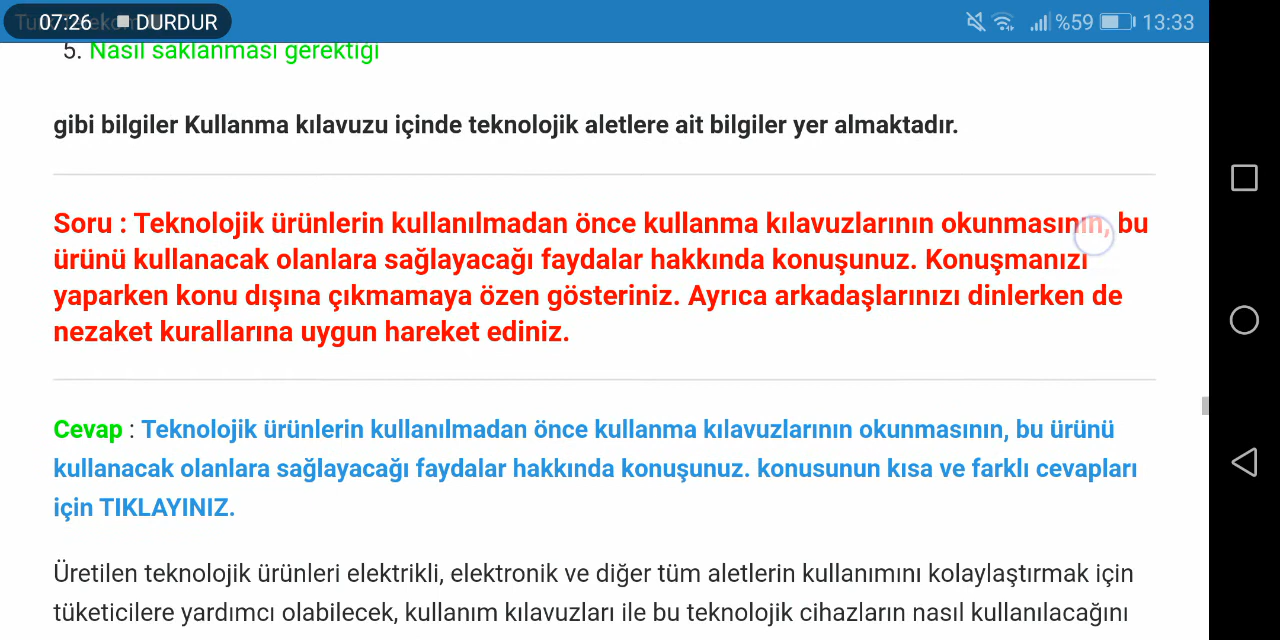 07:26 DURDUR %59 13:33
5. Nasıl saklanması gerektiği
gibi bilgiler Kullanma kılavuzu içinde teknolojik aletlere ait bilgiler yer almaktadır.
Soru : Teknolojik ürünlerin kullanılmadan önce kullanma kılavuzlarının okunmasının, bu
ürünü kullanacak olanlara sağlayacağı faydalar hakkında konuşunuz. Konuşmanızı
yaparken konu dışına çıkmamaya özen gösteriniz. Ayrıca arkadaşlarınızı dinlerken de
nezaket kurallarına uygun hareket ediniz.
Cevap : Teknolojik ürünlerin kullanılmadan önce kullanma kılavuzlarının okunmasının, bu ürünü
kullanacak olanlara sağlayacağı faydalar hakkında konuşunuz. konusunun kısa ve farklı cevapları
için TIKLAYINIZ.
Üretilen teknolojik ürünleri elektrikli, elektronik ve diğer tüm aletlerin kullanımını kolaylaştırmak için
tüketicilere yardımcı olabilecek, kullanım kılavuzları ile bu teknolojik cihazların nasıl kullanılacağını